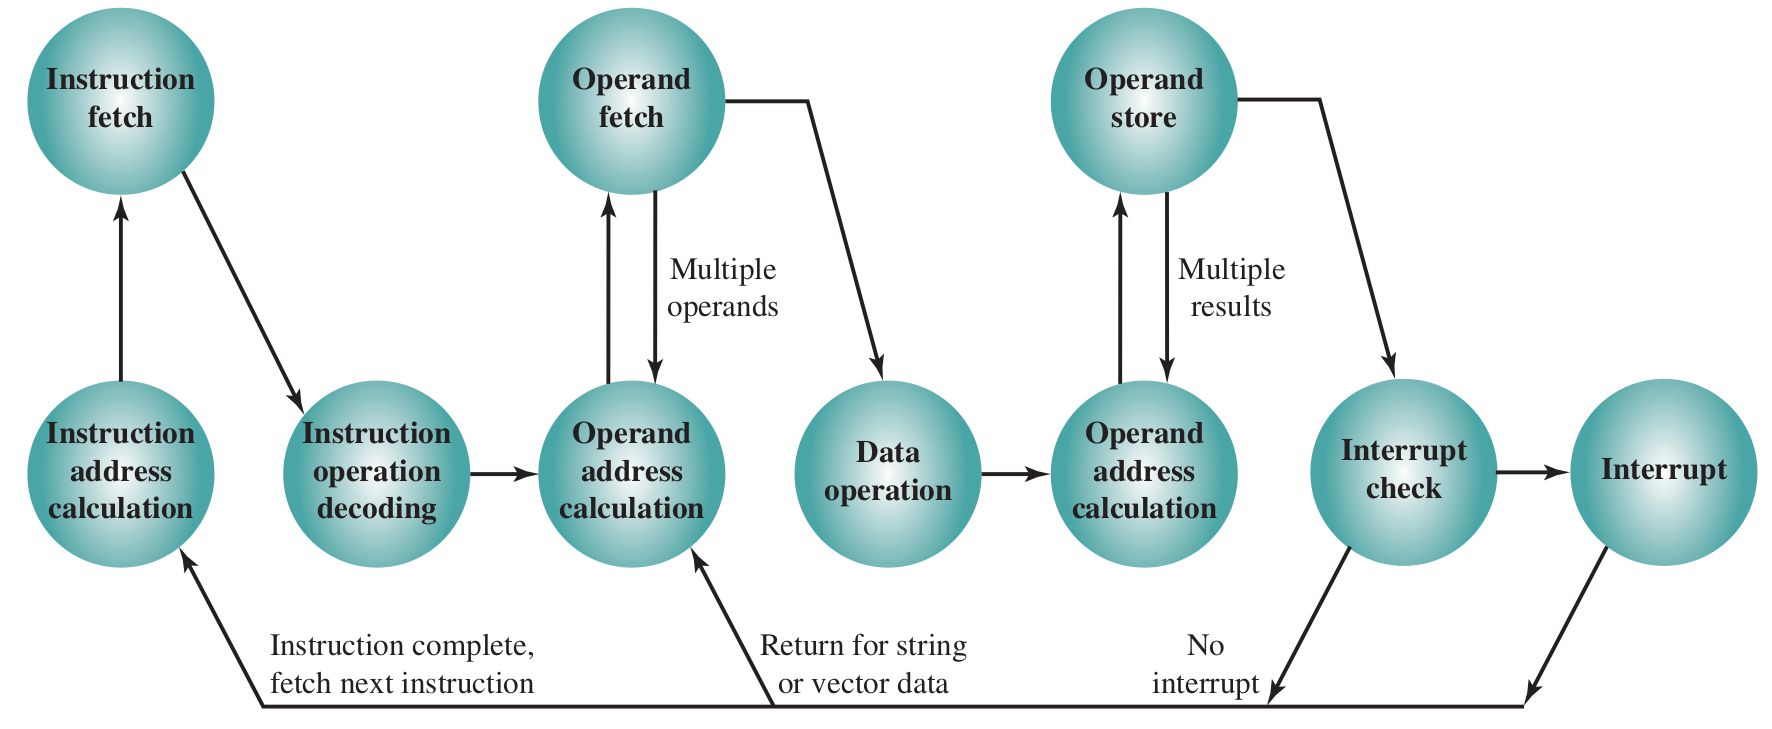 Instruction
fetch
Operand
fetch
Operand
store
Multiple
operands
Multiple
results
Instruction
address
calculation
Instruction
operation
decoding
Operand
address
calculation
Data
operation
Operand
address
calculation
Interrupt
check
Interrupt
Instruction complete,
fetch next instruction
Return for string
or vector data
No
interrupt